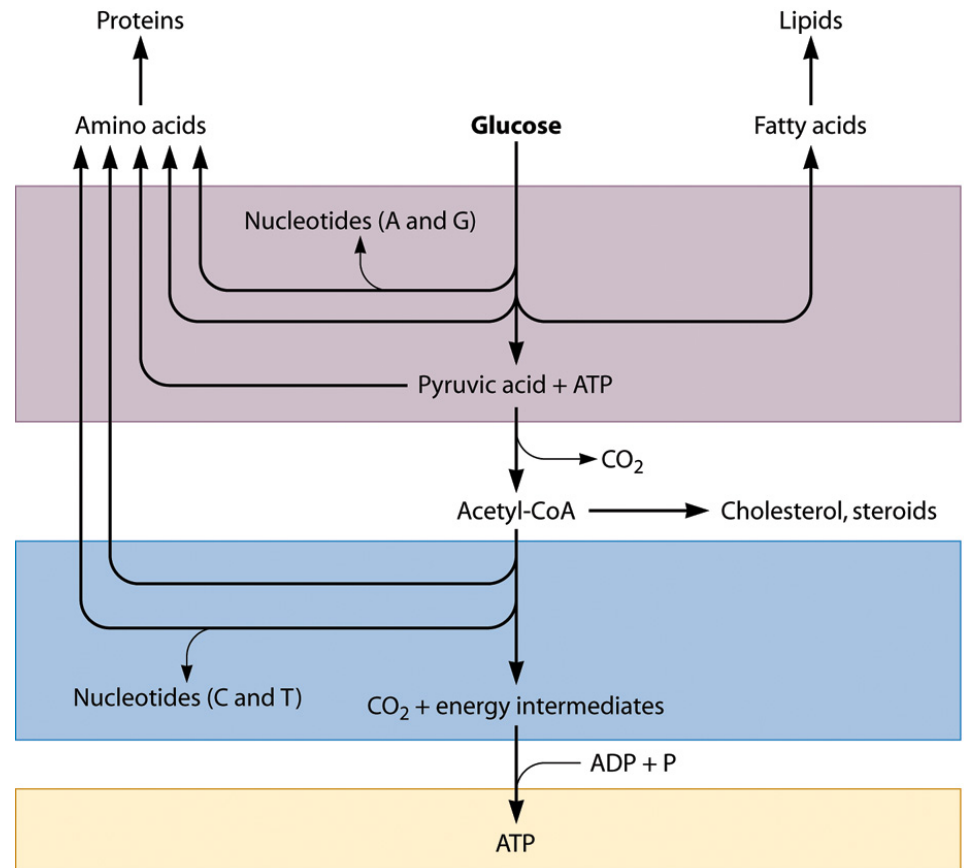 Proteins
Lipids
Amino acids
Glucose
Fatty acids
Nucleotides (A and G)
Pyruvic acid + ATP
CO₂
Acetyl-CoA
Cholesterol, steroids
Nucleotides (C and T)
CO₂ + energy intermediates
ADP + P
ATP